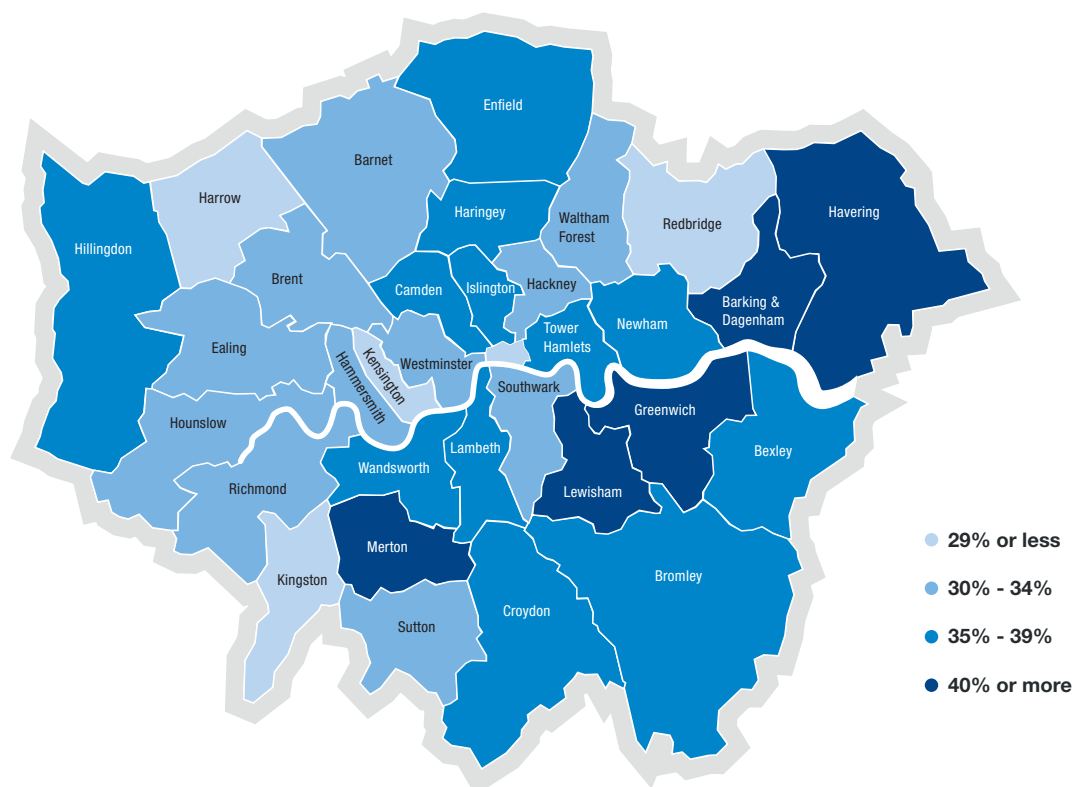 Enfield
Barnet
Harrow
Haringey
Waltham
Forest
Redbridge
Havering
Hillingdon
Brent
Camden
Islington
Hackney
Barking &
Dagenham
Ealing
Tower
Hamlets
Newham
Westminster
Kensington
Hammersmith
Southwark
Greenwich
Hounslow
Lambeth
Bexley
Wandsworth
Richmond
Lewisham
Merton
Kingston
Bromley
Croydon
Sutton
29% or less
30% - 34%
35% - 39%
40% or more